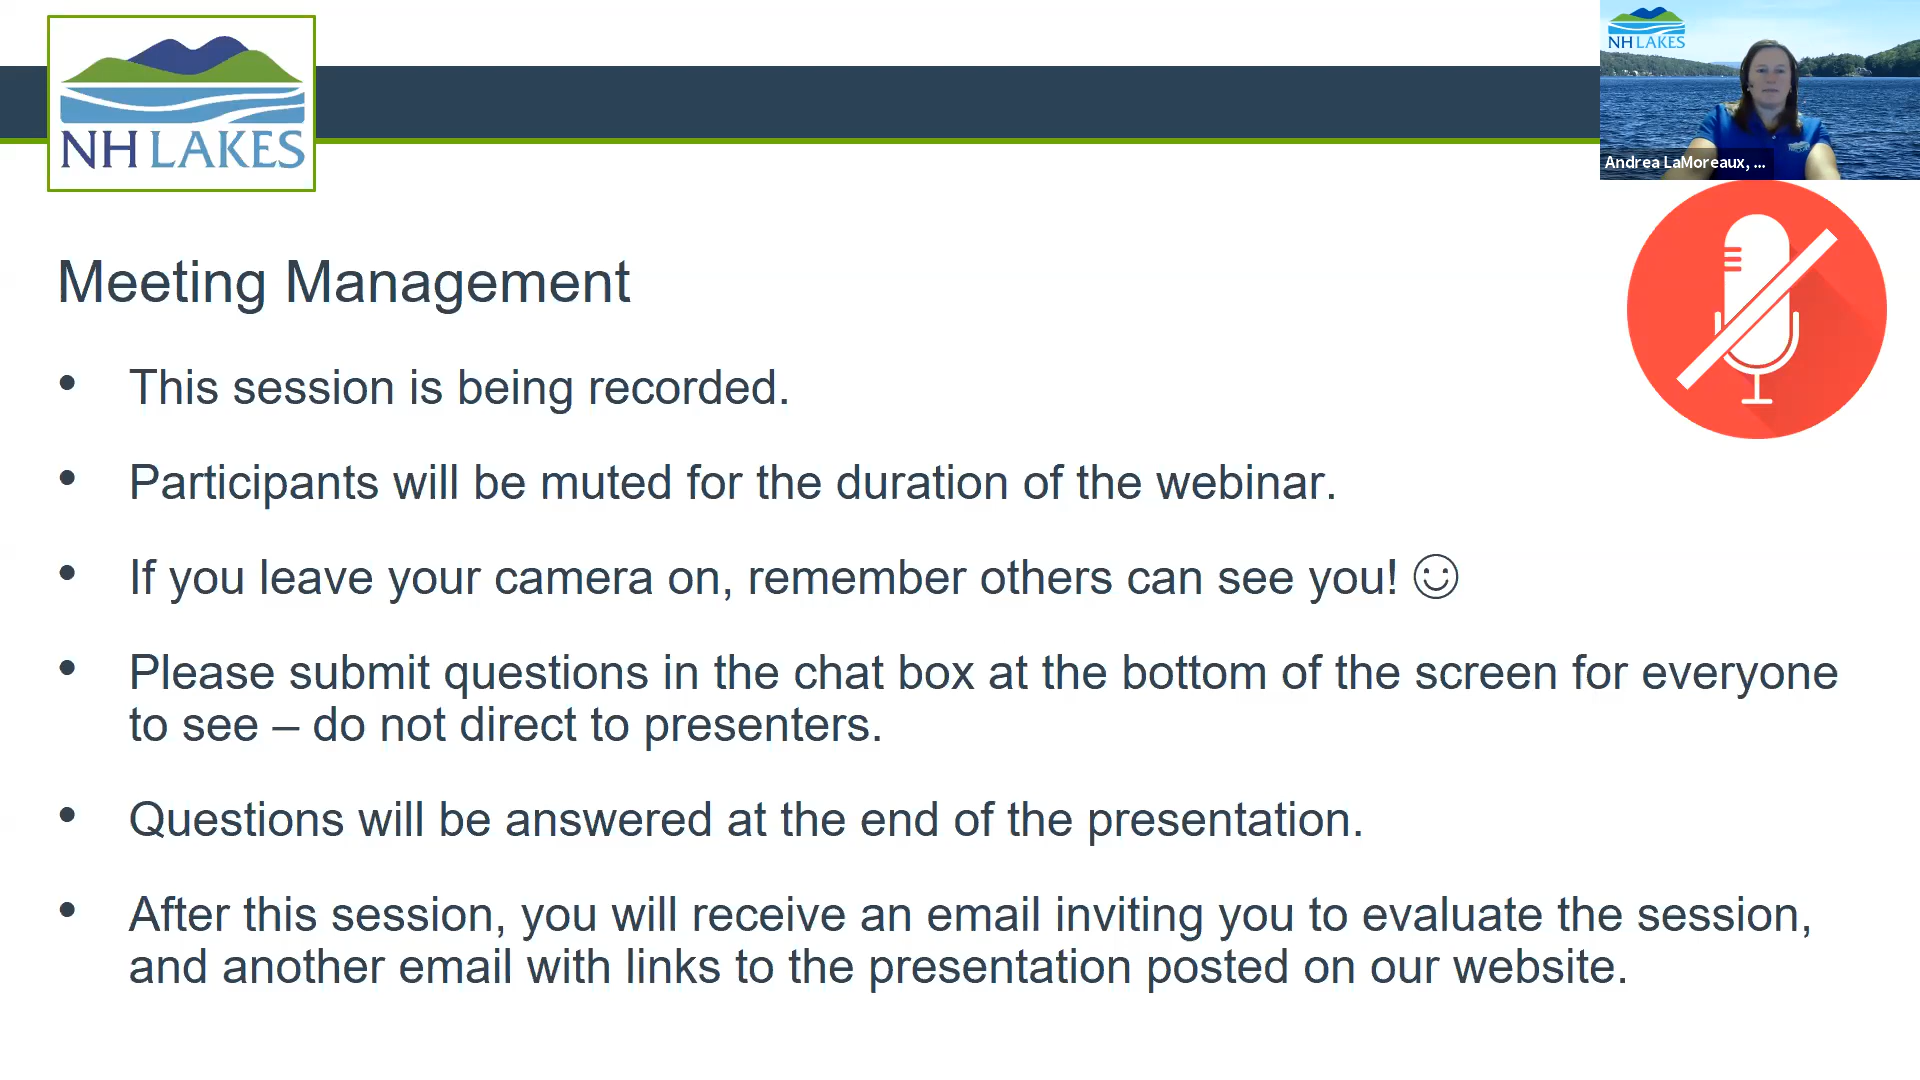 NH LAKES
NH LAKES
Andrea LaMoreaux, ...
Meeting Management
• This session is being recorded.
• Participants will be muted for the duration of the webinar.
• If you leave your camera on, remember others can see you! ☺
• Please submit questions in the chat box at the bottom of the screen for everyone
to see – do not direct to presenters.
• Questions will be answered at the end of the presentation.
• After this session, you will receive an email inviting you to evaluate the session,
and another email with links to the presentation posted on our website.